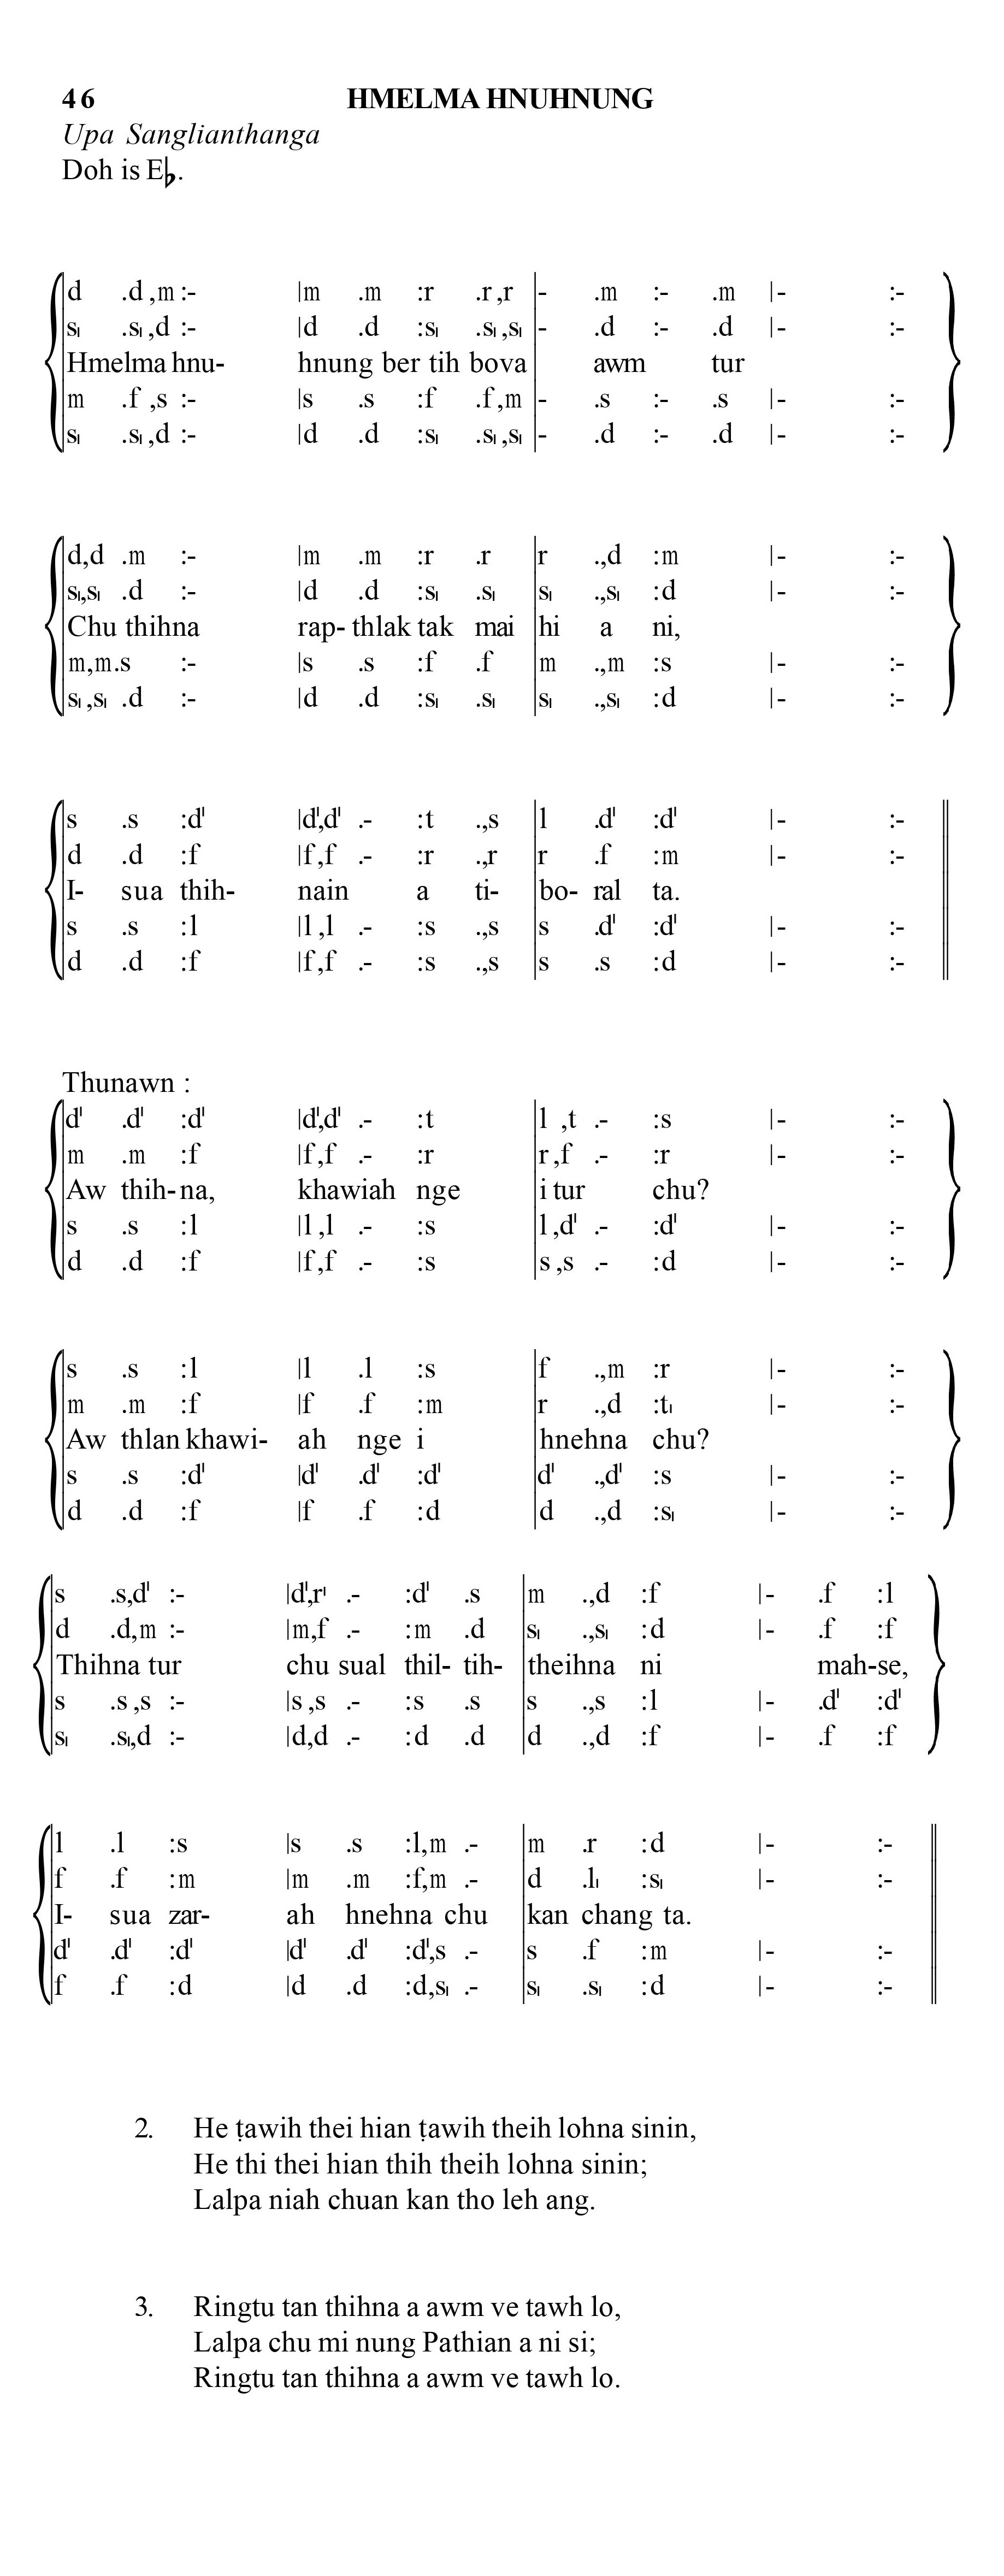 46 HMELMA HNUHNUNG
Upa Sanglianthanga
Doh is E♭.
d .d ,m :- |m .m :r .r ,r |- .m :- .m |- :-
s₁ .s₁ ,d :- |d .d :s₁ .s₁ ,s₁ |- .d :- .d |- :-
Hmelma hnu- hnung ber tih bova awm tur
m .f ,s :- |s .s :f .f ,m |- .s :- .s |- :-
s₁ .s₁ ,d :- |d .d :s₁ .s₁ ,s₁ |- .d :- .d |- :-
d,d .m :- |m .m :r .r |r .,d :m |- :-
s₁,s₁ .d :- |d .d :s₁ .s₁ |s₁ .,s₁ :d |- :-
Chu thihna rap- thlak tak mai hi a ni,
m,m .s :- |s .s :f .f |m .,m :s |- :-
s₁ ,s₁ .d :- |d .d :s₁ .s₁ |s₁ .,s₁ :d |- :-
s .s :d' |d',d' .- :t .,s |l .d' :d' |- :-
d .d :f |f,f .- :r .,r |r .f :m |- :-
I- sua thih- nain a ti- bo- ral ta.
s .s :l |l ,l .- :s .,s |s .d' :d' |- :-
d .d :f |f,f .- :s .,s |s .s :d |- :-
Thunawn :
d' .d' :d' |d',d' .- :t |l ,t .- :s |- :-
m .m :f |f,f .- :r |r ,f .- :r |- :-
Aw thih- na, khawiah nge i tur chu?
s .s :l |l ,l .- :s |l ,d' .- :d' |- :-
d .d :f |f,f .- :s |s ,s .- :d |- :-
s .s :l |l .l :s |f .,m :r |- :-
m .m :f |f .f :m |r .,d :t₁ |- :-
Aw thlan khawi- ah nge i hnehna chu?
s .s :d' |d' .d' :d' |d' .,d' :s |- :-
d .d :f |f .f :d |d .,d :s₁ |- :-
s .s,d' :- |d',r' .- :d' .s |m .,d :f |- .f :l
d .d,m :- |m,f .- :m .d |s₁ .,s₁ :d |- .f :f
Thihna tur chu sual thil- tih- theihna ni mah-se,
s .s ,s :- |s ,s .- :s .s |s .,s :l |- .d' :d'
s₁ .s₁,d :- |d,d .- :d .d |d .,d :f |- .f :f
l .l :s |s .s :l,m .- |m .r :d |- :-
f .f :m |m .m :f,m .- |d .l₁ :s₁ |- :-
I- sua zar- ah hnehna chu kan chang ta.
d' .d' :d' |d' .d' :d',s .- |s .f :m |- :-
f .f :d |d .d :d,s₁ .- |s₁ .s₁ :d |- :-
2. He ṭawih thei hian ṭawih theih lohna sinin,
He thi thei hian thih theih lohna sinin;
Lalpa niah chuan kan tho leh ang.
3. Ringtu tan thihna a awm ve tawh lo,
Lalpa chu mi nung Pathian a ni si;
Ringtu tan thihna a awm ve tawh lo.